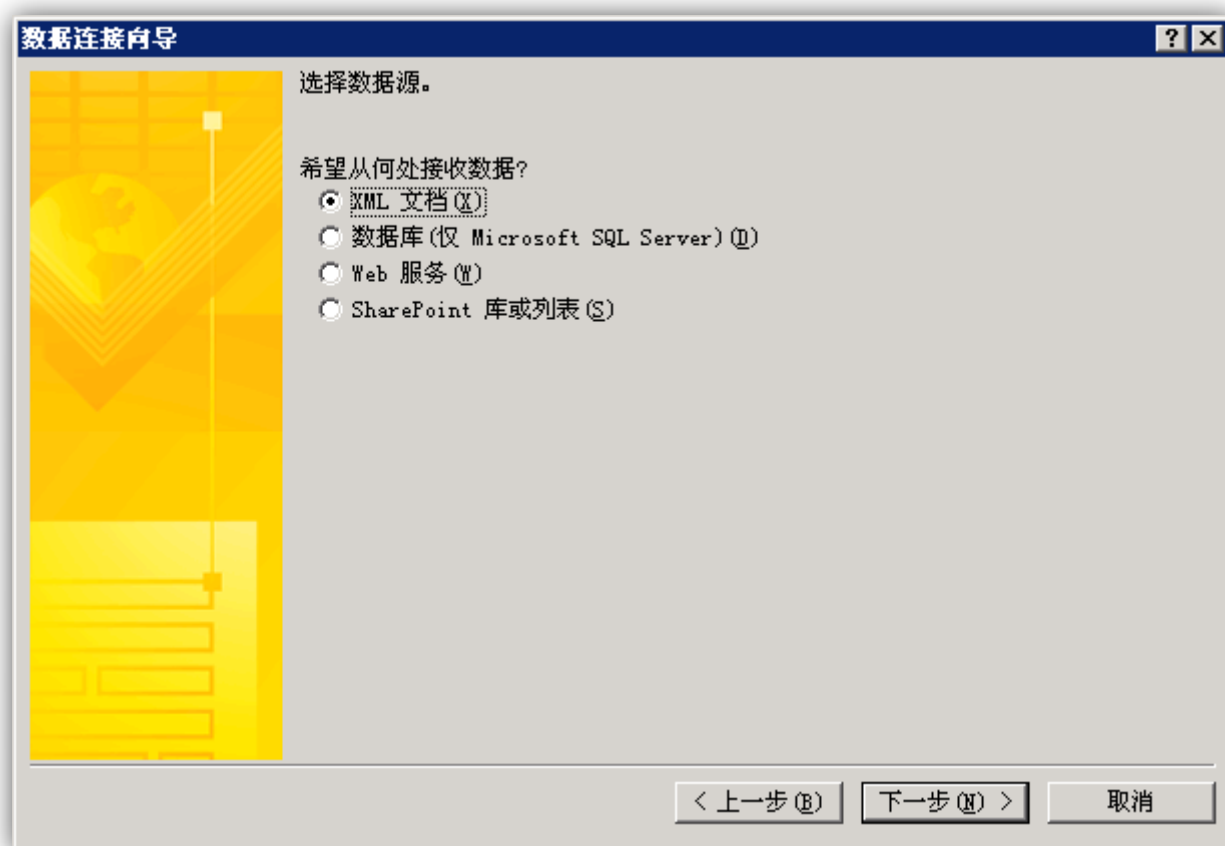 数据连接向导
选择数据源。
希望从何处接收数据?
XML 文档(X)
数据库(仅 Microsoft SQL Server)(D)
Web 服务(W)
SharePoint 库或列表(S)
< 上一步(B) 下一步(N) > 取消